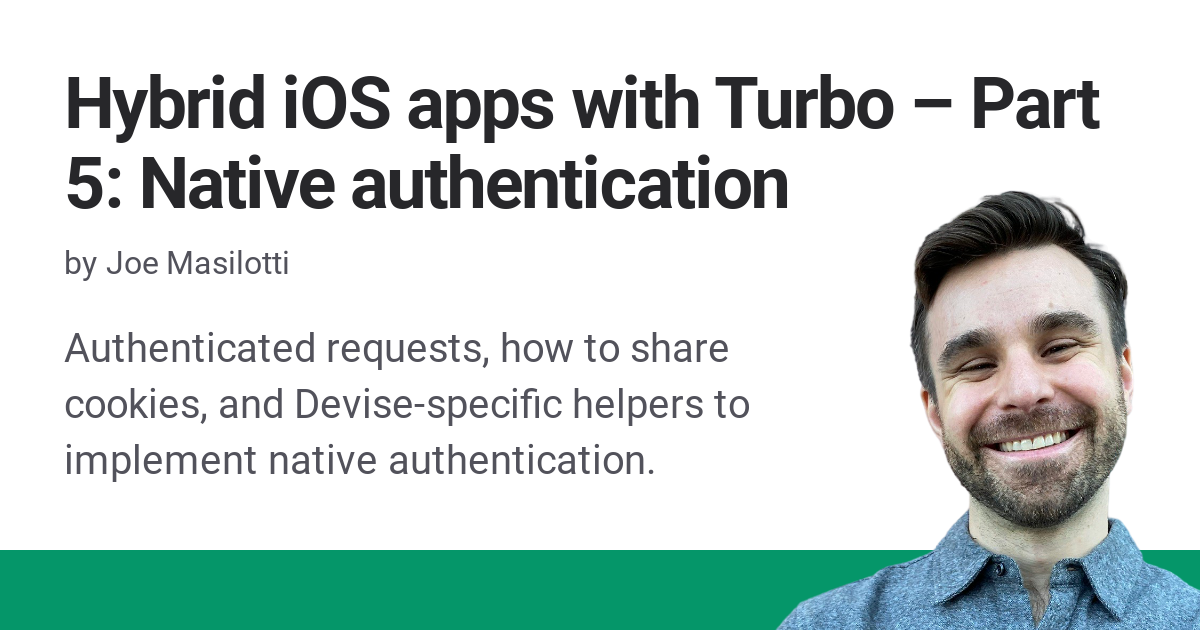 Hybrid iOS apps with Turbo – Part
5: Native authentication
by Joe Masilotti
Authenticated requests, how to share
cookies, and Devise-specific helpers to
implement native authentication.